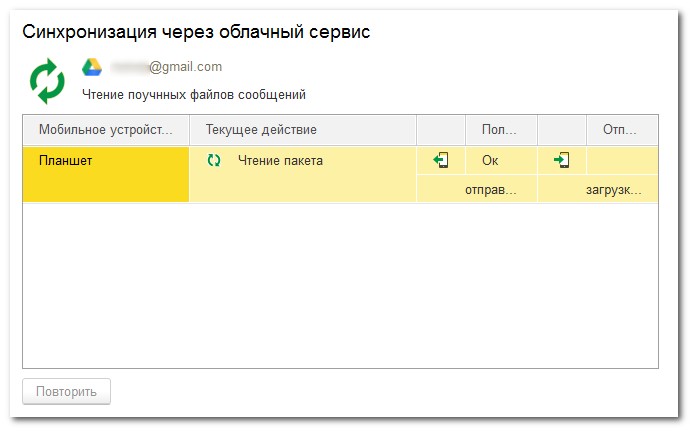 Синхронизация через облачный сервис
@gmail.com
Чтение поучнных файлов сообщений
Мобильное устройст... Текущее действие Пол... Отп...
Планшет Чтение пакета Ок
отправ... загрузк...
Повторить